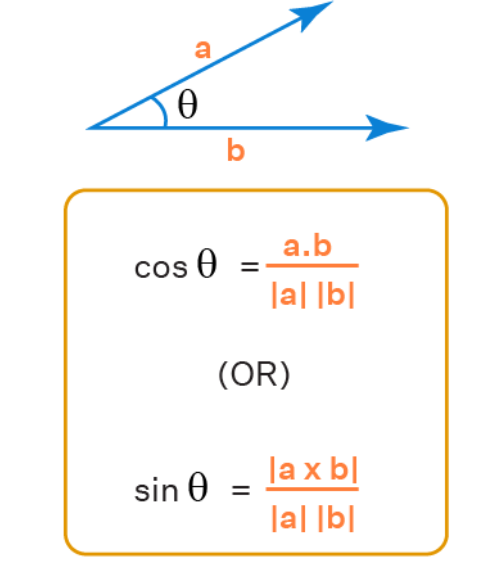 a
θ
b
cos θ = a.b
|a| |b|
(OR)
sin θ = |a x b|
|a| |b|